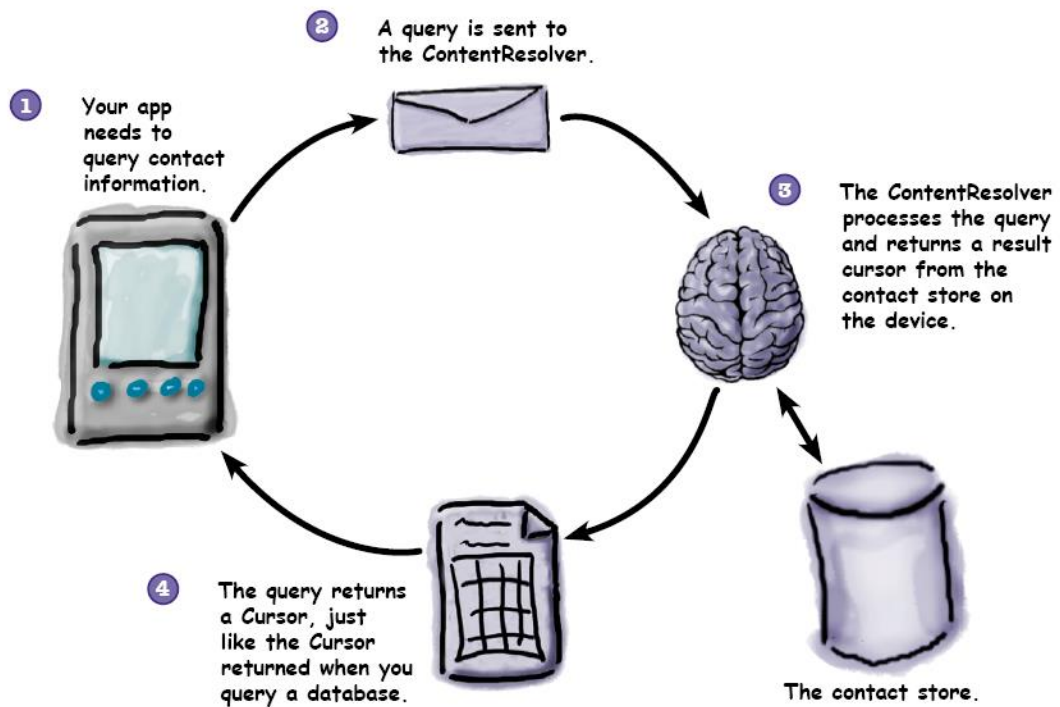 1
Your app
needs to
query contact
information.
2
A query is sent to
the ContentResolver.
3
The ContentResolver
processes the query
and returns a result
cursor from the
contact store on
the device.
4
The query returns
a Cursor, just
like the Cursor
returned when you
query a database.
The contact store.